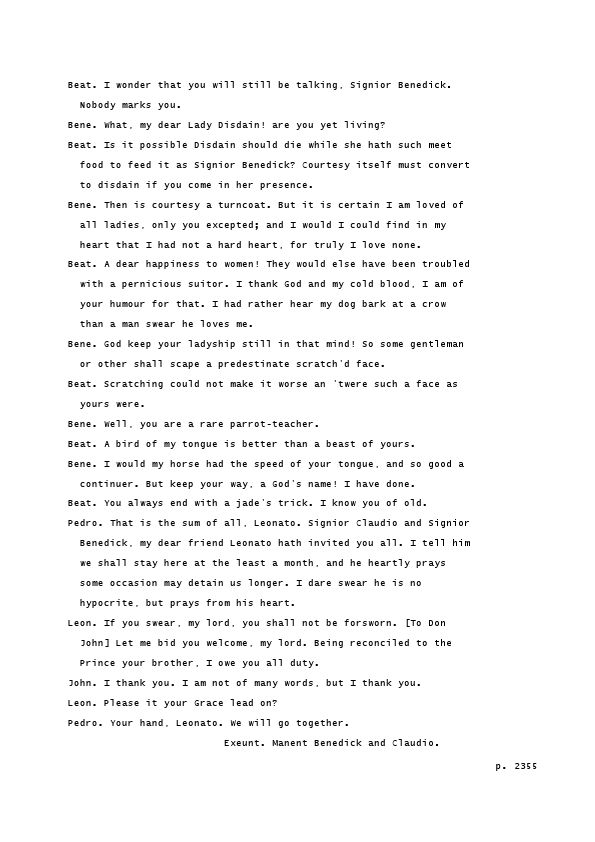 Beat. I wonder that you will still be talking, Signior Benedick.
Nobody marks you.
Bene. What, my dear Lady Disdain! are you yet living?
Beat. Is it possible Disdain should die while she hath such meet
food to feed it as Signior Benedick? Courtesy itself must convert
to disdain if you come in her presence.
Bene. Then is courtesy a turncoat. But it is certain I am loved of
all ladies, only you excepted; and I would I could find in my
heart that I had not a hard heart, for truly I love none.
Beat. A dear happiness to women! They would else have been troubled
with a pernicious suitor. I thank God and my cold blood, I am of
your humour for that. I had rather hear my dog bark at a crow
than a man swear he loves me.
Bene. God keep your ladyship still in that mind! So some gentleman
or other shall scape a predestinate scratch'd face.
Beat. Scratching could not make it worse an 'twere such a face as
yours were.
Bene. Well, you are a rare parrot-teacher.
Beat. A bird of my tongue is better than a beast of yours.
Bene. I would my horse had the speed of your tongue, and so good a
continuer. But keep your way, a God's name! I have done.
Beat. You always end with a jade's trick. I know you of old.
Pedro. That is the sum of all, Leonato. Signior Claudio and Signior
Benedick, my dear friend Leonato hath invited you all. I tell him
we shall stay here at the least a month, and he heartly prays
some occasion may detain us longer. I dare swear he is no
hypocrite, but prays from his heart.
Leon. If you swear, my lord, you shall not be forsworn. [To Don
John] Let me bid you welcome, my lord. Being reconciled to the
Prince your brother, I owe you all duty.
John. I thank you. I am not of many words, but I thank you.
Leon. Please it your Grace lead on?
Pedro. Your hand, Leonato. We will go together.
Exeunt. Manent Benedick and Claudio.
p. 2355